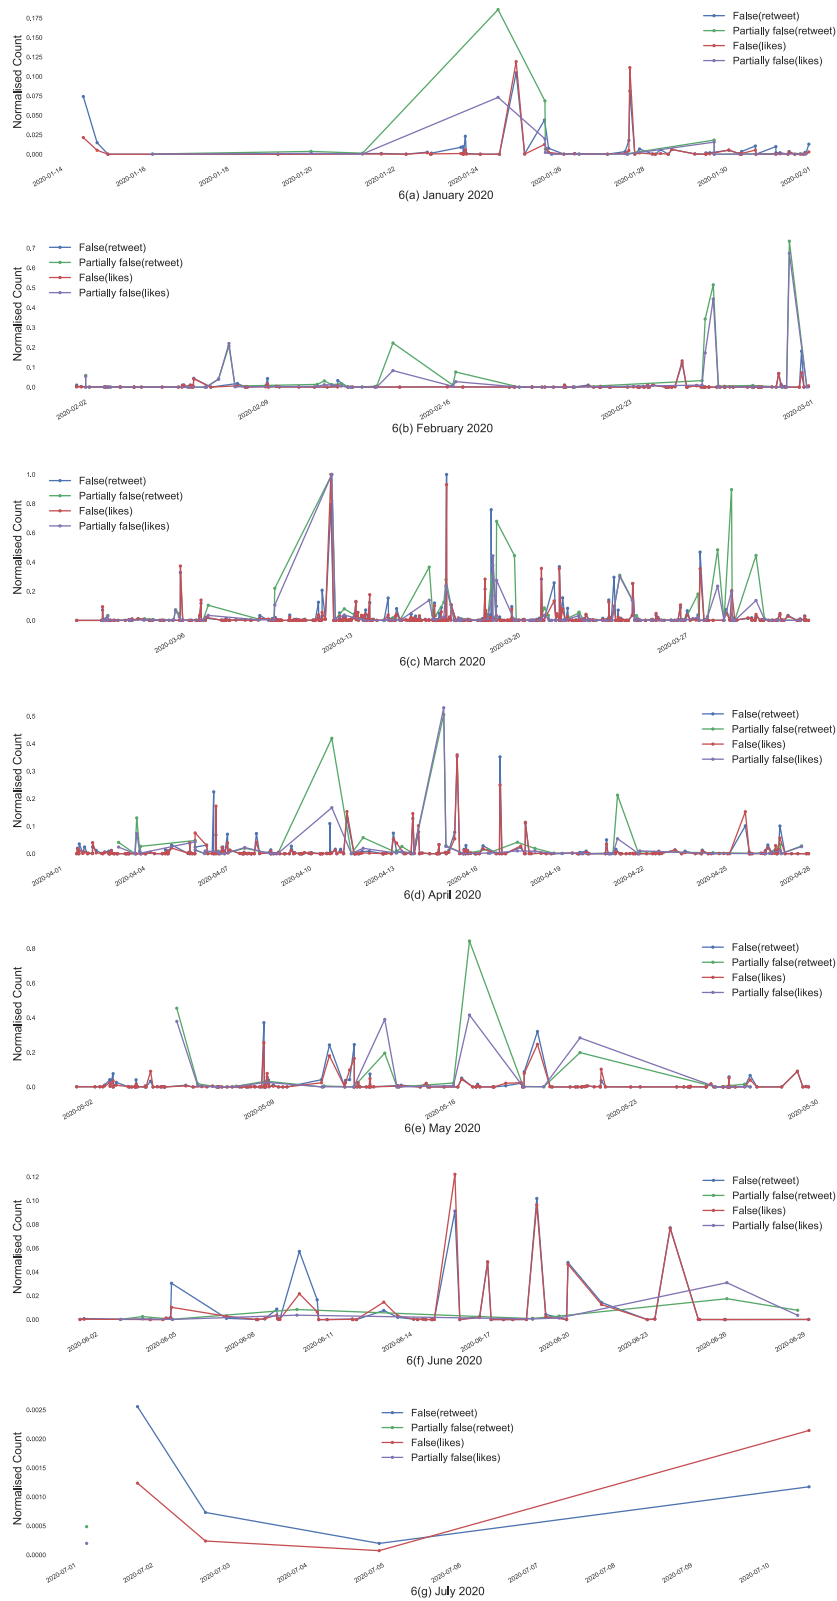 0.175
0.150
0.125
0.100
0.075
0.050
0.025
0.000
Normalised Count
False(retweet)
Partially false(retweet)
False(likes)
Partially false(likes)
2020-01-14
2020-01-16
2020-01-18
2020-01-20
2020-01-22
2020-01-24
2020-01-26
2020-01-28
2020-01-30
2020-02-01
6(a) January 2020
0.7
0.6
0.5
0.4
0.3
0.2
0.1
0.0
Normalised Count
False(retweet)
Partially false(retweet)
False(likes)
Partially false(likes)
2020-02-02
2020-02-09
2020-02-16
2020-02-23
2020-03-01
6(b) February 2020
1.0
0.8
0.6
0.4
0.2
0.0
Normalised Count
False(retweet)
Partially false(retweet)
False(likes)
Partially false(likes)
2020-03-06
2020-03-13
2020-03-20
2020-03-27
6(c) March 2020
0.5
0.4
0.3
0.2
0.1
0.0
Normalised Count
False(retweet)
Partially false(retweet)
False(likes)
Partially false(likes)
2020-04-01
2020-04-04
2020-04-07
2020-04-10
2020-04-13
2020-04-16
2020-04-19
2020-04-22
2020-04-25
2020-04-28
6(d) April 2020
0.8
0.6
0.4
0.2
0.0
Normalised Count
False(retweet)
Partially false(retweet)
False(likes)
Partially false(likes)
2020-05-02
2020-05-09
2020-05-16
2020-05-23
2020-05-30
6(e) May 2020
0.12
0.10
0.08
0.06
0.04
0.02
0.00
Normalised Count
False(retweet)
Partially false(retweet)
False(likes)
Partially false(likes)
2020-06-02
2020-06-05
2020-06-08
2020-06-11
2020-06-14
2020-06-17
2020-06-20
2020-06-23
2020-06-26
2020-06-29
6(f) June 2020
0.0025
0.0020
0.0015
0.0010
0.0005
0.0000
Normalised Count
False(retweet)
Partially false(retweet)
False(likes)
Partially false(likes)
2020-07-01
2020-07-02
2020-07-03
2020-07-04
2020-07-05
2020-07-06
2020-07-07
2020-07-08
2020-07-09
2020-07-10
6(g) July 2020